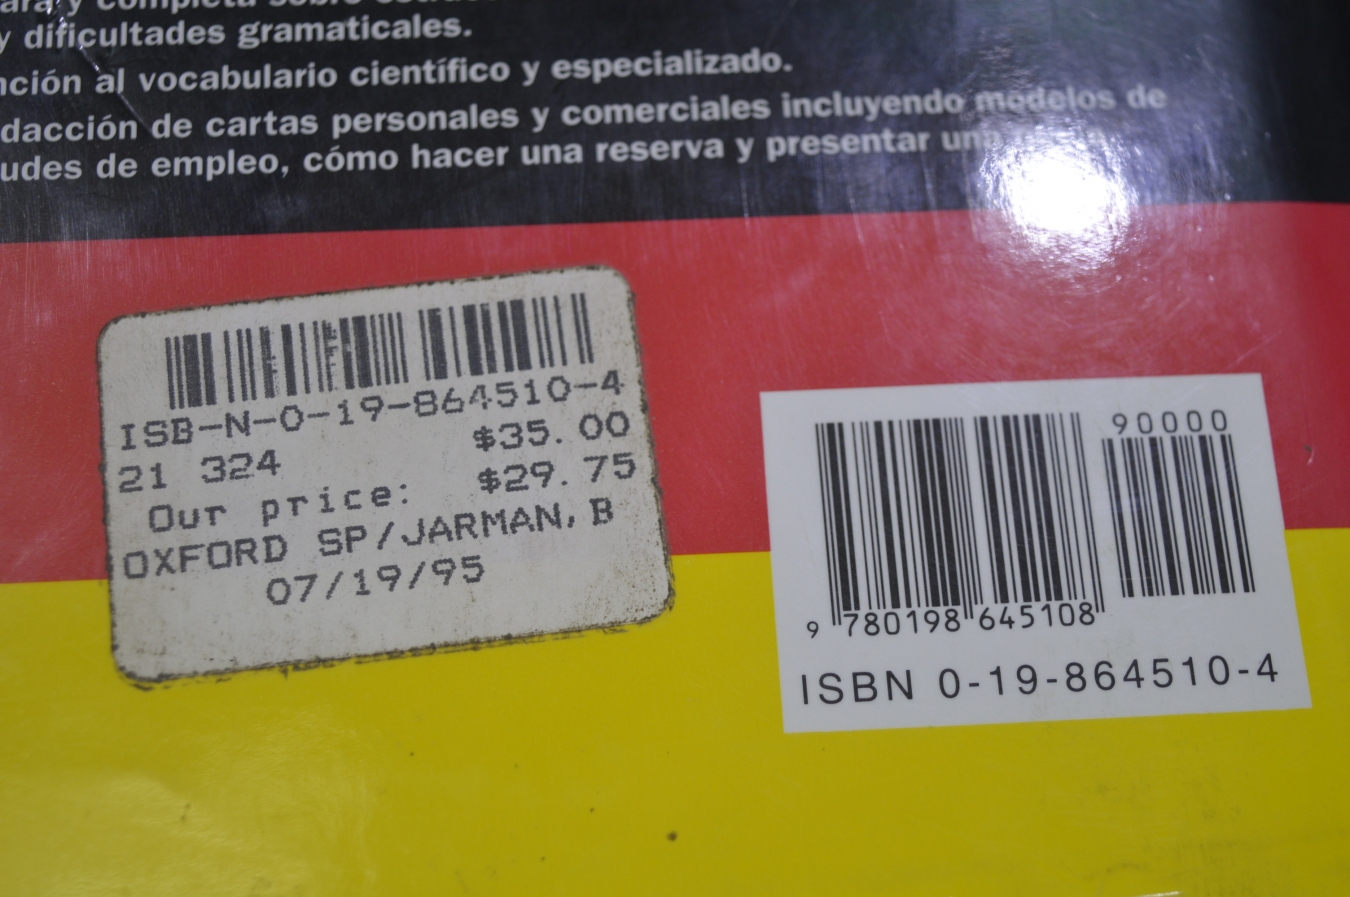 y completa sobre
y dificultades gramaticales.
al vocabulario científico y especializado.
de cartas personales y comerciales incluyendo modelos de
de empleo, cómo hacer una reserva y presentar
ISB-N-0-19-864510-4
21 324 $35.00
Our price: $29.75
OXFORD SP/JARMAN, B
07/19/95
90000
9 780198 645108
ISBN 0-19-864510-4